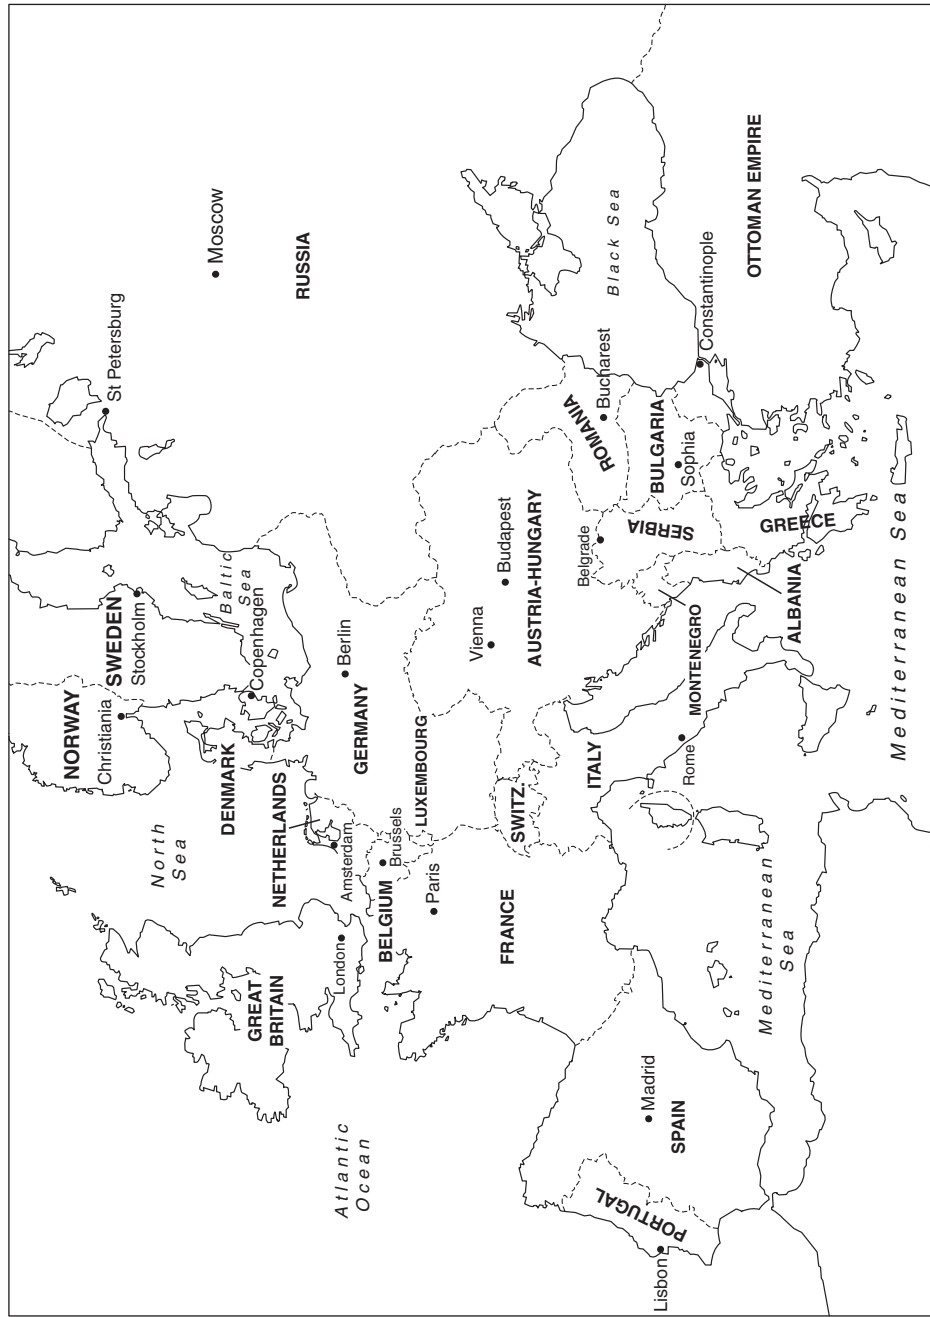 NORWAY
Christiania
SWEDEN
Stockholm
St Petersburg
Moscow
RUSSIA
North
Sea
DENMARK
Copenhagen
Baltic
Sea
GREAT
BRITAIN
London
NETHERLANDS
Amsterdam
BELGIUM
Brussels
LUXEMBOURG
GERMANY
Berlin
Atlantic
Ocean
Paris
FRANCE
SWITZ.
Vienna
Budapest
AUSTRIA-HUNGARY
ITALY
Rome
Belgrade
SERBIA
ROMANIA
Bucharest
BULGARIA
Sophia
Black Sea
MONTENEGRO
ALBANIA
GREECE
Constantinople
OTTOMAN EMPIRE
PORTUGAL
Lisbon
Madrid
SPAIN
Mediterranean
Sea
Mediterranean Sea